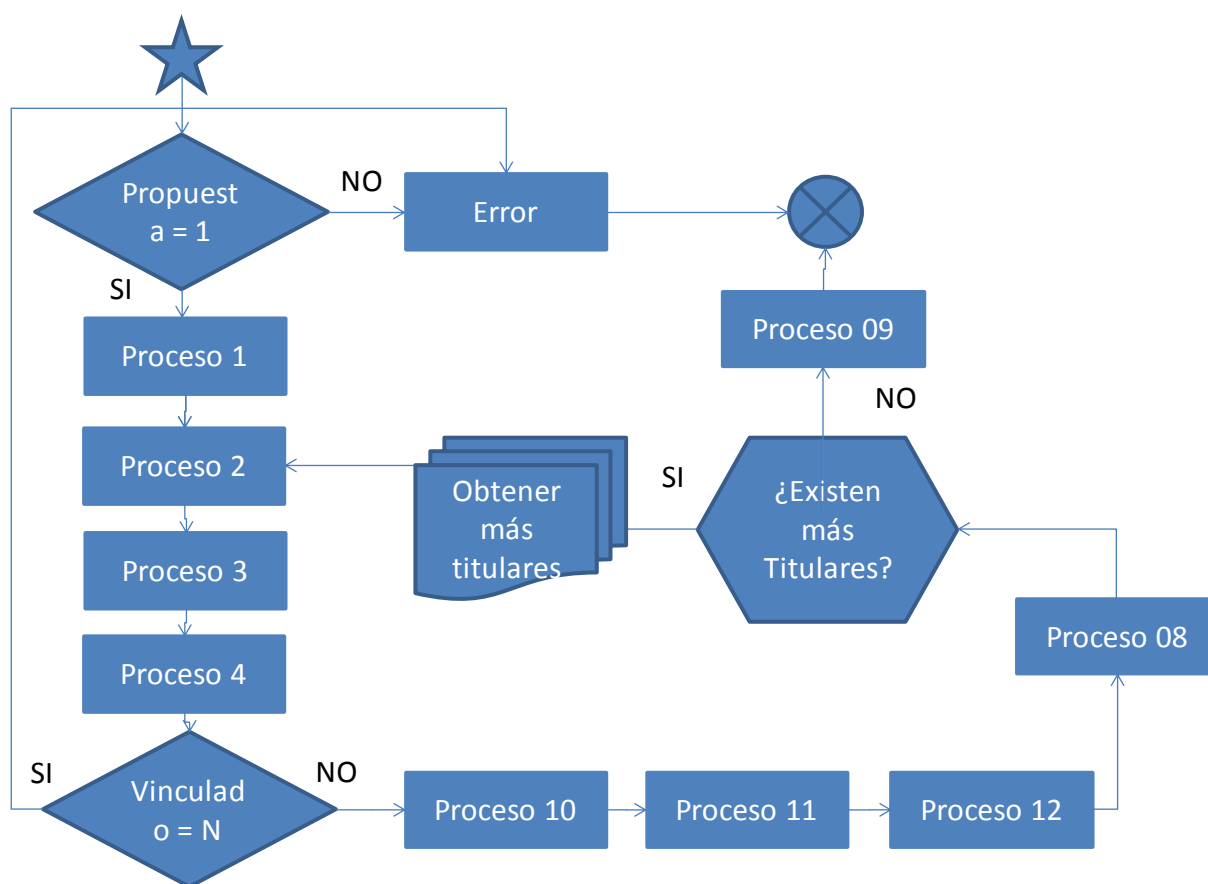 Propuest
a = 1
NO
Error
SI
Proceso 1
Proceso 09
NO
Proceso 2
Obtener
más
titulares
SI
¿Existen
más
Titulares?
Proceso 3
Proceso 4
Proceso 08
SI
Vinculad
o = N
NO
Proceso 10
Proceso 11
Proceso 12